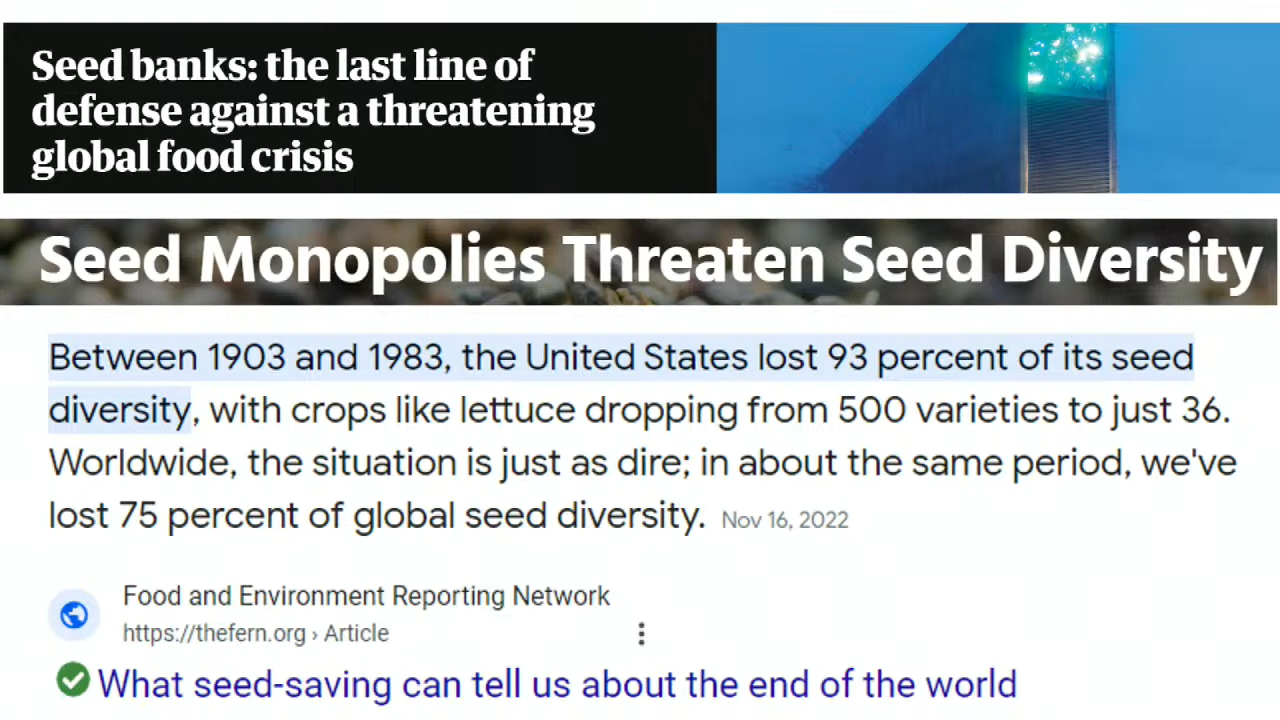 Seed banks: the last line of
defense against a threatening
global food crisis
Seed Monopolies Threaten Seed Diversity
Between 1903 and 1983, the United States lost 93 percent of its seed
diversity, with crops like lettuce dropping from 500 varieties to just 36.
Worldwide, the situation is just as dire; in about the same period, we've
lost 75 percent of global seed diversity. Nov 16, 2022
Food and Environment Reporting Network
https://thefern.org › Article
What seed-saving can tell us about the end of the world